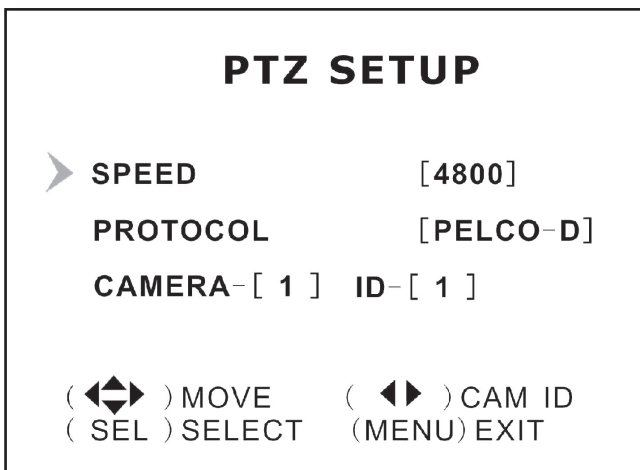 PTZ SETUP
SPEED [4800]
PROTOCOL [PELCO-D]
CAMERA-[ 1 ] ID-[ 1 ]
( ) MOVE ( ) CAM ID
( SEL ) SELECT (MENU) EXIT